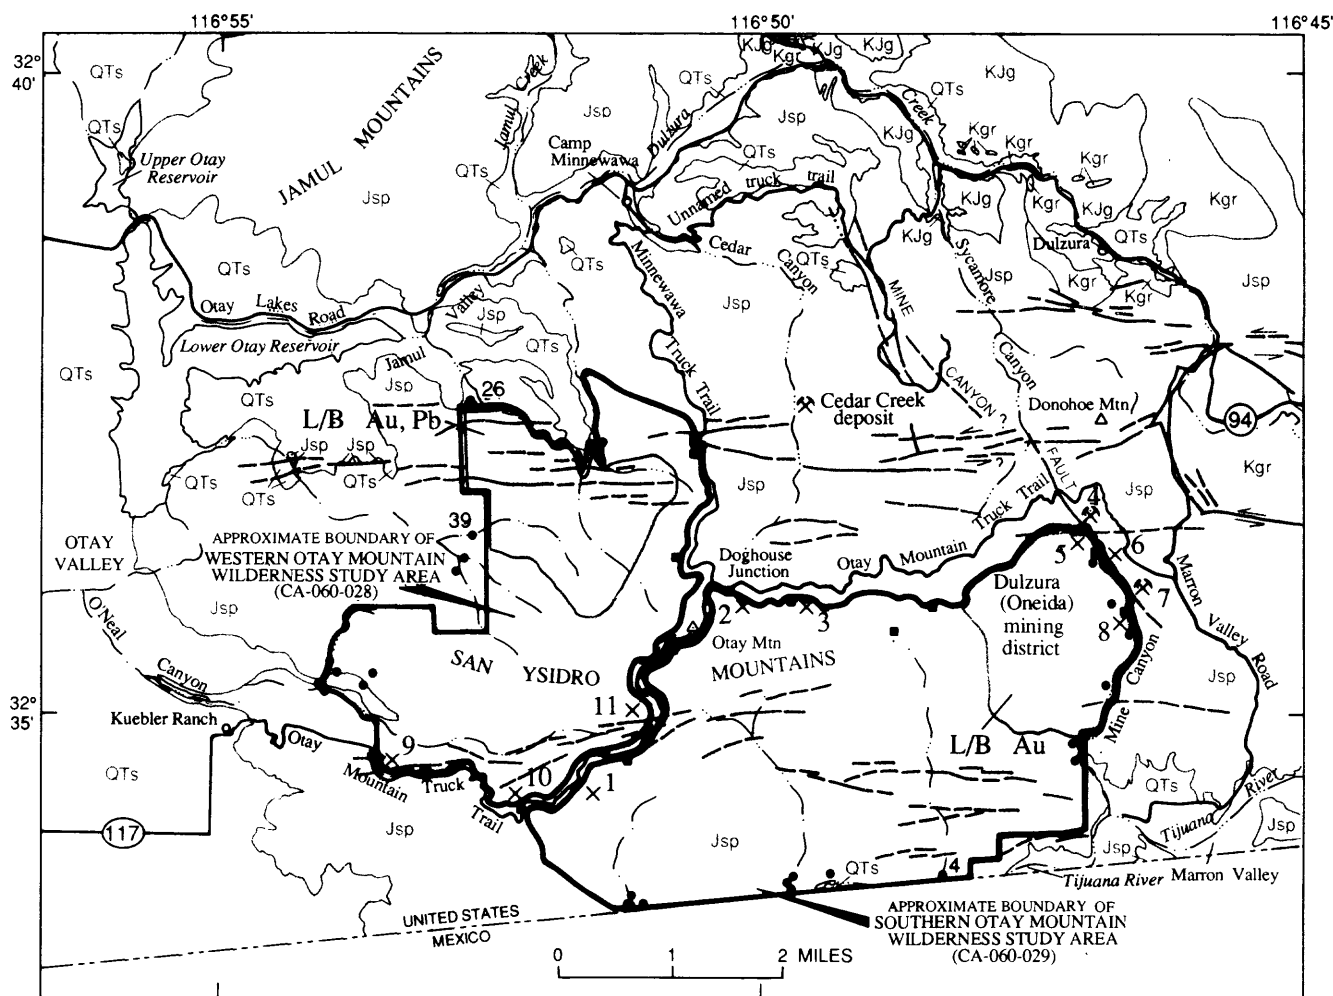 116°55'
116°50'
116°45'
32°
40'
QTs
QTs
Upper Otay
Reservoir
JAMUL MOUNTAINS
Jsp
QTs
Jamul Creek
QTs
Jsp
Camp
Minnewawa
Dulzura
QTs
KJg
Kgr
KJg
KJg
Creek
QTs
KJg
Jsp
QTs
KJg
Kgr
Kgr
Kgr
Kgr
Unnamed truck trail
KJg
Kgr
KJg
QTs
KJg
Dulzura
Jsp
Kgr
Kgr
Jsp
Cedar
Canyon
QTs
Minnewawa
Truck Trail
Jsp
MINE
CANYON ?
FAULT
Sycamore
Canyon
QTs
Otay Lakes Road
Lower Otay Reservoir
Jamul
Valley
Jsp
QTs
QTs
QTs
QTs
Jsp
26
L/B Au, Pb
Cedar Creek
deposit
Donohoe Mtn
94
Kgr
Jsp
Jsp
QTs
QTs
QTs
?
Jsp
Jsp
39
APPROXIMATE BOUNDARY OF
WESTERN OTAY MOUNTAIN
WILDERNESS STUDY AREA
(CA-060-028)
OTAY
VALLEY
Jsp
O'Neal
Canyon
Doghouse
Junction
Otay Mountain Truck Trail
4
5
6
7
8
Dulzura
(Oneida)
mining
district
Marron Valley Road
Jsp
2
3
Otay Mtn
SAN YSIDRO MOUNTAINS
11
Mine Canyon
32°
35'
Kuebler Ranch
Otay
Mountain Truck
Trail
9
10
1
L/B Au
QTs
117
Jsp
Jsp
QTs
4
QTs
Tijuana River
Jsp
Jsp
Tijuana River Marron Valley
APPROXIMATE BOUNDARY OF
SOUTHERN OTAY MOUNTAIN
WILDERNESS STUDY AREA
(CA-060-029)
UNITED STATES
MEXICO
0 1 2 MILES